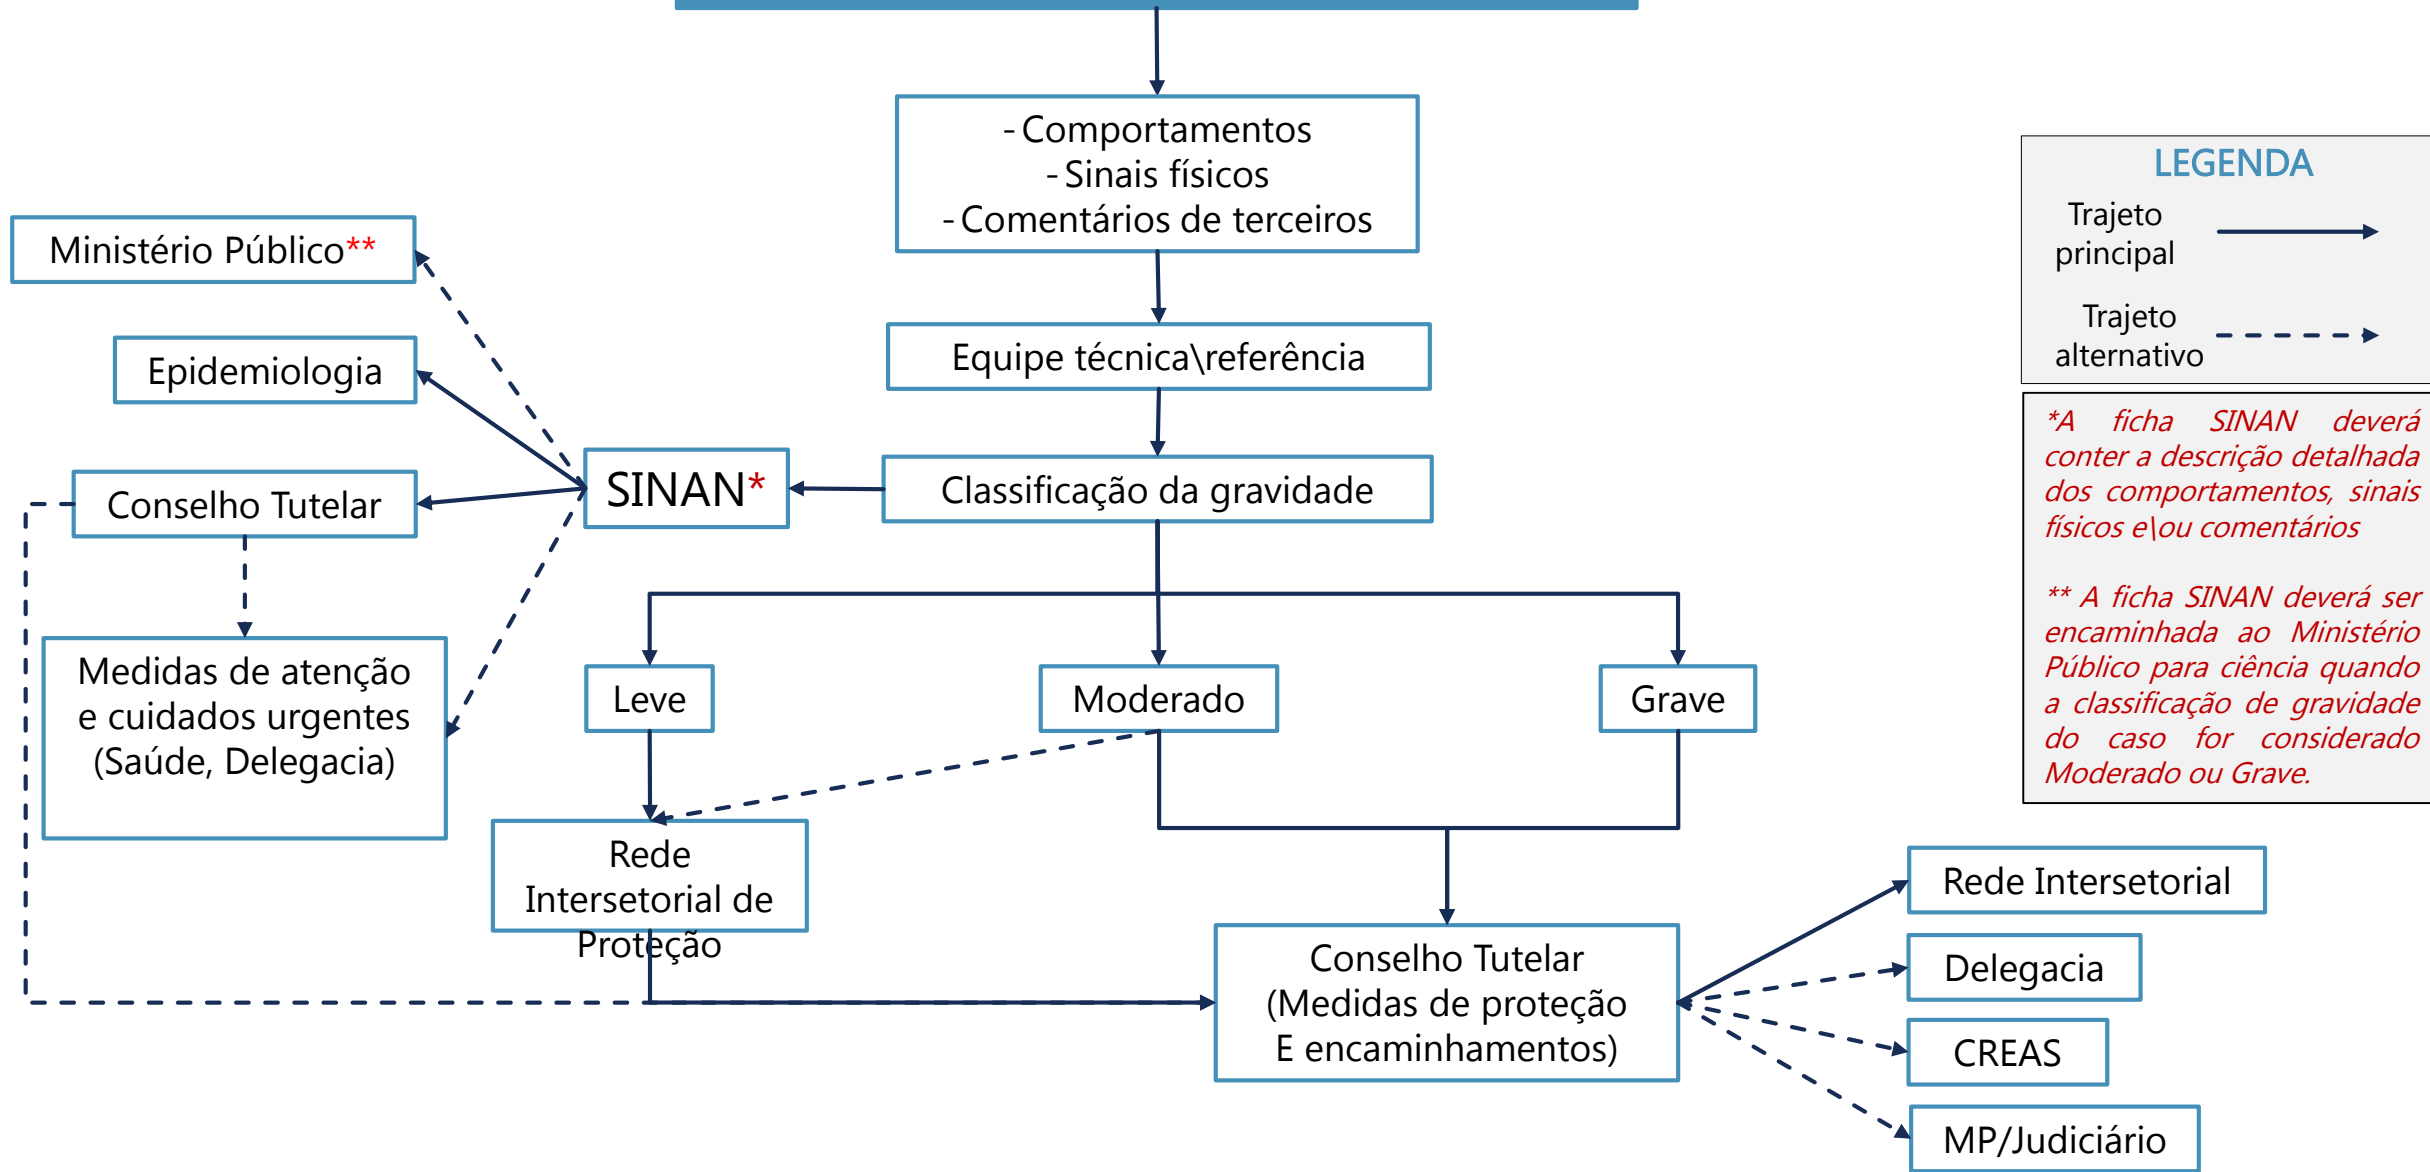 - Comportamentos
- Sinais físicos
- Comentários de terceiros
LEGENDA
Trajeto
principal
Trajeto
alternativo
Ministério Público**
Epidemiologia
Equipe técnica\referência
Conselho Tutelar
SINAN*
Classificação da gravidade
*A ficha SINAN deverá
conter a descrição detalhada
dos comportamentos, sinais
físicos e\ou comentários
** A ficha SINAN deverá ser
encaminhada ao Ministério
Público para ciência quando
a classificação de gravidade
do caso for considerado
Moderado ou Grave.
Medidas de atenção
e cuidados urgentes
(Saúde, Delegacia)
Leve
Moderado
Grave
Rede
Intersetorial de
Proteção
Conselho Tutelar
(Medidas de proteção
E encaminhamentos)
Rede Intersetorial
Delegacia
CREAS
MP/Judiciário